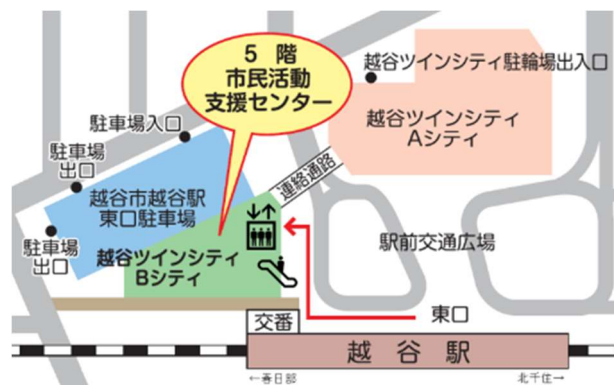 5 階
市民活動
支援センター
越谷ツインシティ駐輪場出入口
越谷ツインシティ
Aシティ
駐車場入口
駐車場
出口
越谷市越谷駅
東口駐車場
連絡通路
駐車場
出口
越谷ツインシティ
Bシティ
駅前交通広場
交番
東口
越谷駅
←春日部
北千住→